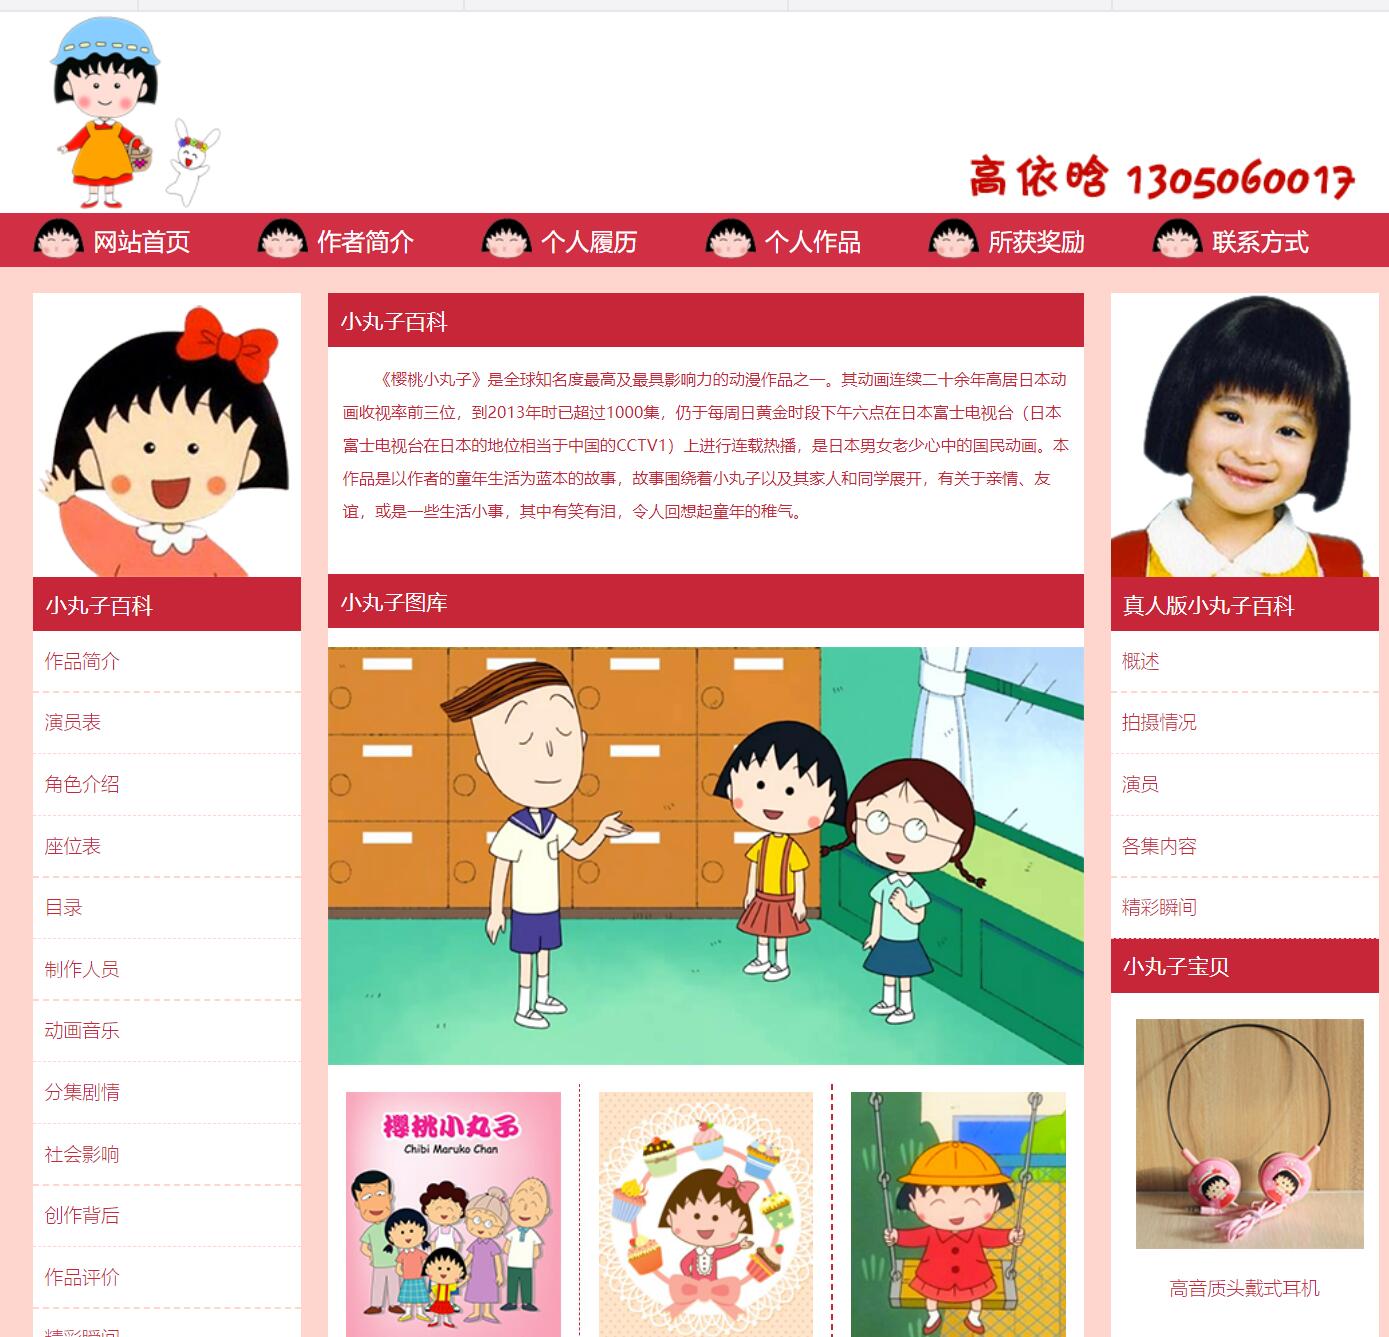 高依晗 1305060017
网站首页 作者简介 个人履历 个人作品 所获奖励 联系方式
小丸子百科
作品简介
演员表
角色介绍
座位表
目录
制作人员
动画音乐
分集剧情
社会影响
创作背后
作品评价
精彩瞬间
小丸子百科
《樱桃小丸子》是全球知名度最高及最具影响力的动漫作品之一。其动画连续二十余年高居日本动
画收视率前三位，到2013年时已超过1000集，仍于每周日黄金时段下午六点在日本富士电视台（日本
富士电视台在日本的地位相当于中国的CCTV1）上进行连载热播，是日本男女老少心中的国民动画。本
作品是以作者的童年生活为蓝本的故事，故事围绕着小丸子以及其家人和同学展开，有关于亲情、友
谊，或是一些生活小事，其中有笑有泪，令人回想起童年的稚气。
小丸子图库
樱桃小丸子
Chibi Maruko Chan
真人版小丸子百科
概述
拍摄情况
演员
各集内容
精彩瞬间
小丸子宝贝
高音质头戴式耳机